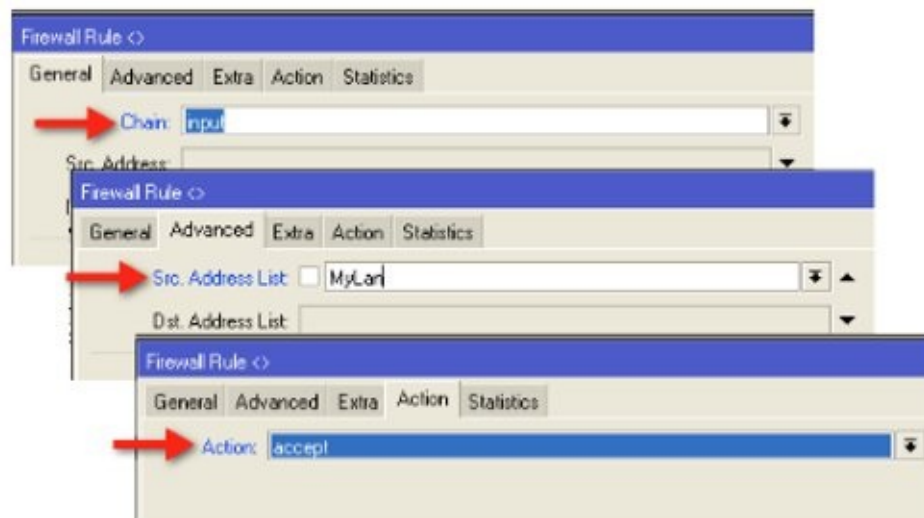 Firewall Rule <>
General Advanced Extra Action Statistics
Chain: input
Src. Address:
Firewall Rule <>
General Advanced Extra Action Statistics
Src. Address List: MyLan
Dst. Address List:
Firewall Rule <>
General Advanced Extra Action Statistics
Action: accept